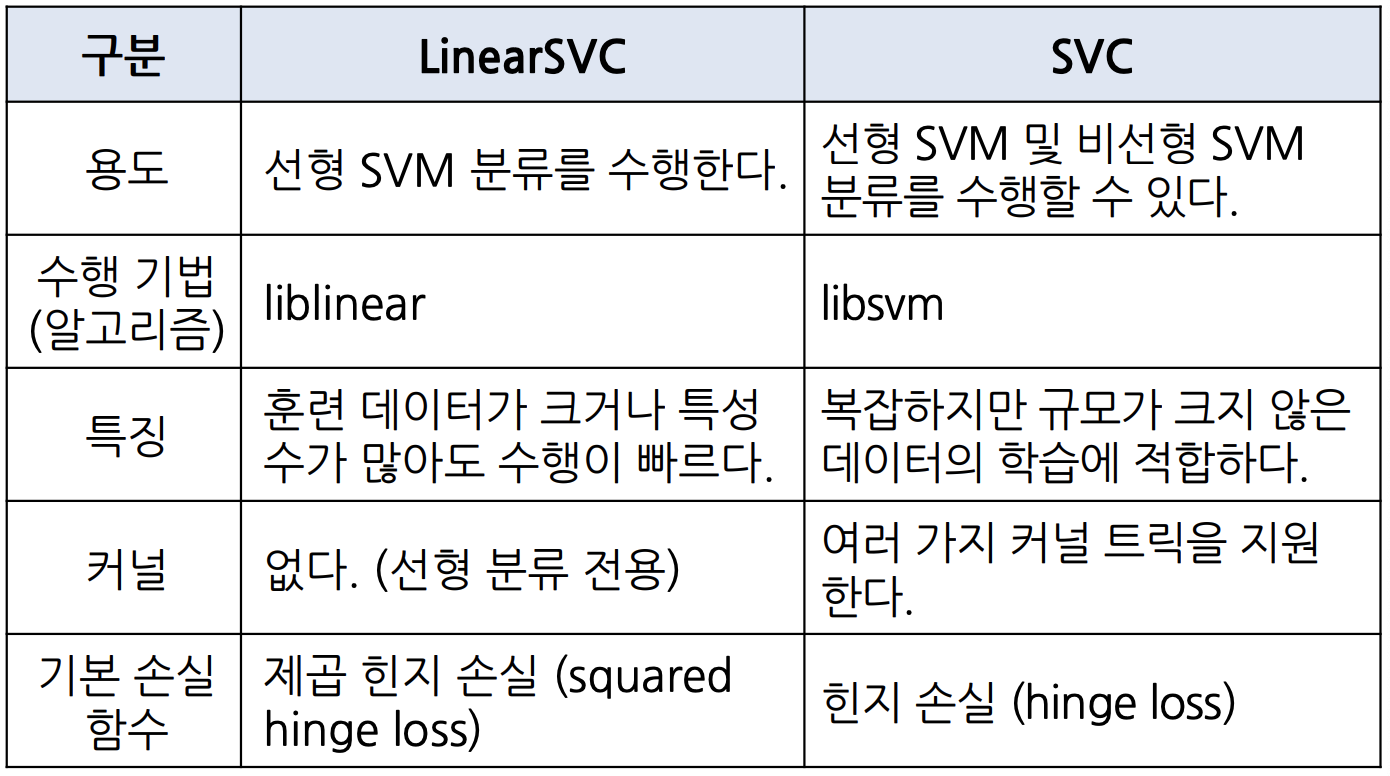 구분 LinearSVC SVC
용도 선형 SVM 분류를 수행한다. 선형 SVM 및 비선형 SVM
분류를 수행할 수 있다.
수행 기법
(알고리즘) liblinear libsvm
특징 훈련 데이터가 크거나 특성
수가 많아도 수행이 빠르다. 복잡하지만 규모가 크지 않은
데이터의 학습에 적합하다.
커널 없다. (선형 분류 전용) 여러 가지 커널 트릭을 지원
한다.
기본 손실
함수 제곱 힌지 손실 (squared
hinge loss) 힌지 손실 (hinge loss)